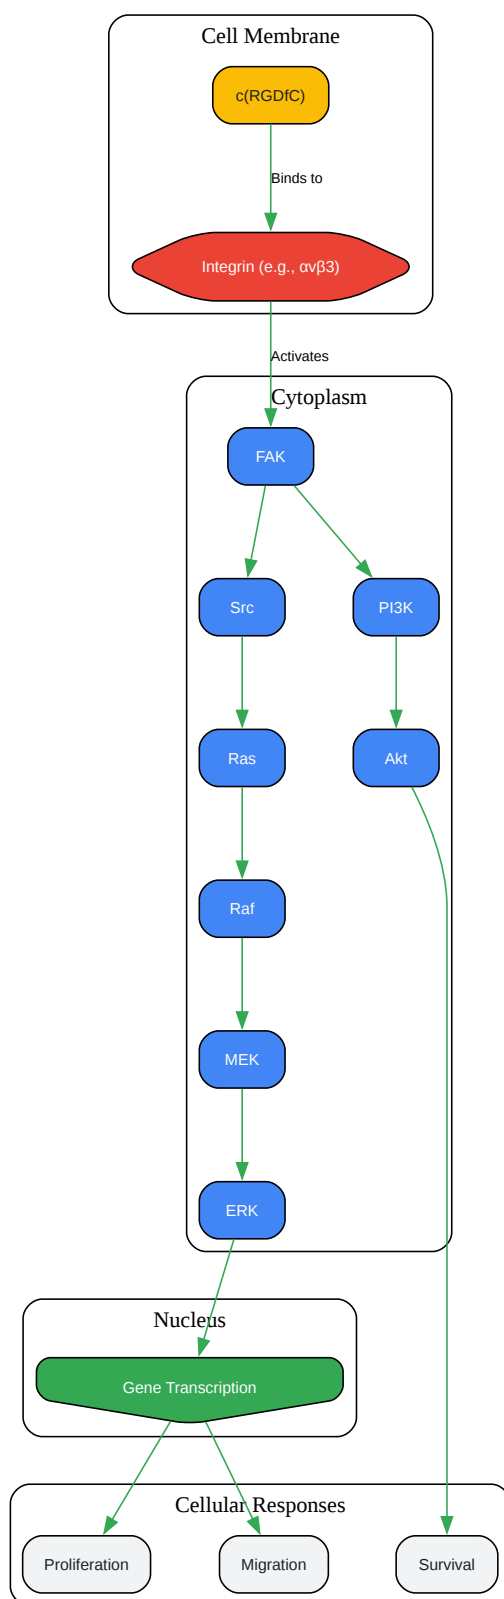 Cell Membrane
c(RGDfC)
Binds to
Integrin (e.g., αvβ3)
Activates
Cytoplasm
FAK
Src
PI3K
Ras
Akt
Raf
MEK
ERK
Nucleus
Gene Transcription
Cellular Responses
Proliferation
Migration
Survival